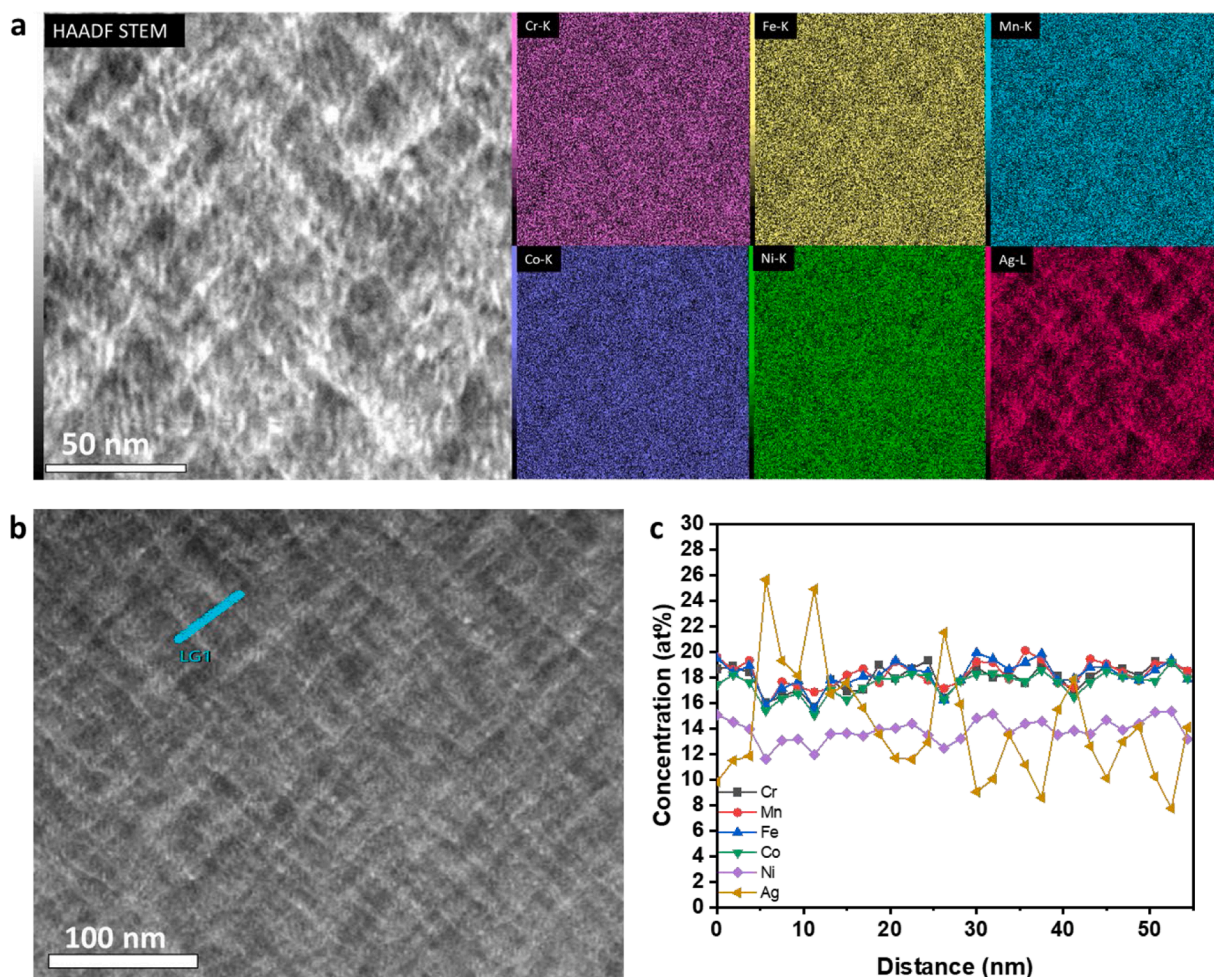 a
HAADF STEM
Cr-K
Fe-K
Mn-K
50 nm
Co-K
Ni-K
Ag-L
b
LG1
100 nm
c
Concentration (at%)
30
28
26
24
22
20
18
16
14
12
10
8
6
4
2
0
Cr
Mn
Fe
Co
Ni
Ag
0 10 20 30 40 50
Distance (nm)